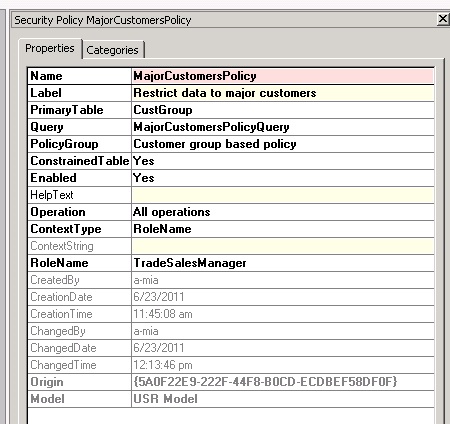 Security Policy MajorCustomersPolicy
Properties Categories
Name MajorCustomersPolicy
Label Restrict data to major customers
PrimaryTable CustGroup
Query MajorCustomersPolicyQuery
PolicyGroup Customer group based policy
ConstrainedTable Yes
Enabled Yes
HelpText
Operation All operations
ContextType RoleName
ContextString
RoleName TradeSalesManager
CreatedBy a-mia
CreationDate 6/23/2011
CreationTime 11:45:08 am
ChangedBy a-mia
ChangedDate 6/23/2011
ChangedTime 12:13:46 pm
Origin {5A0F22E9-222F-44F8-B0CD-ECDBEF58DF0F}
Model USR Model